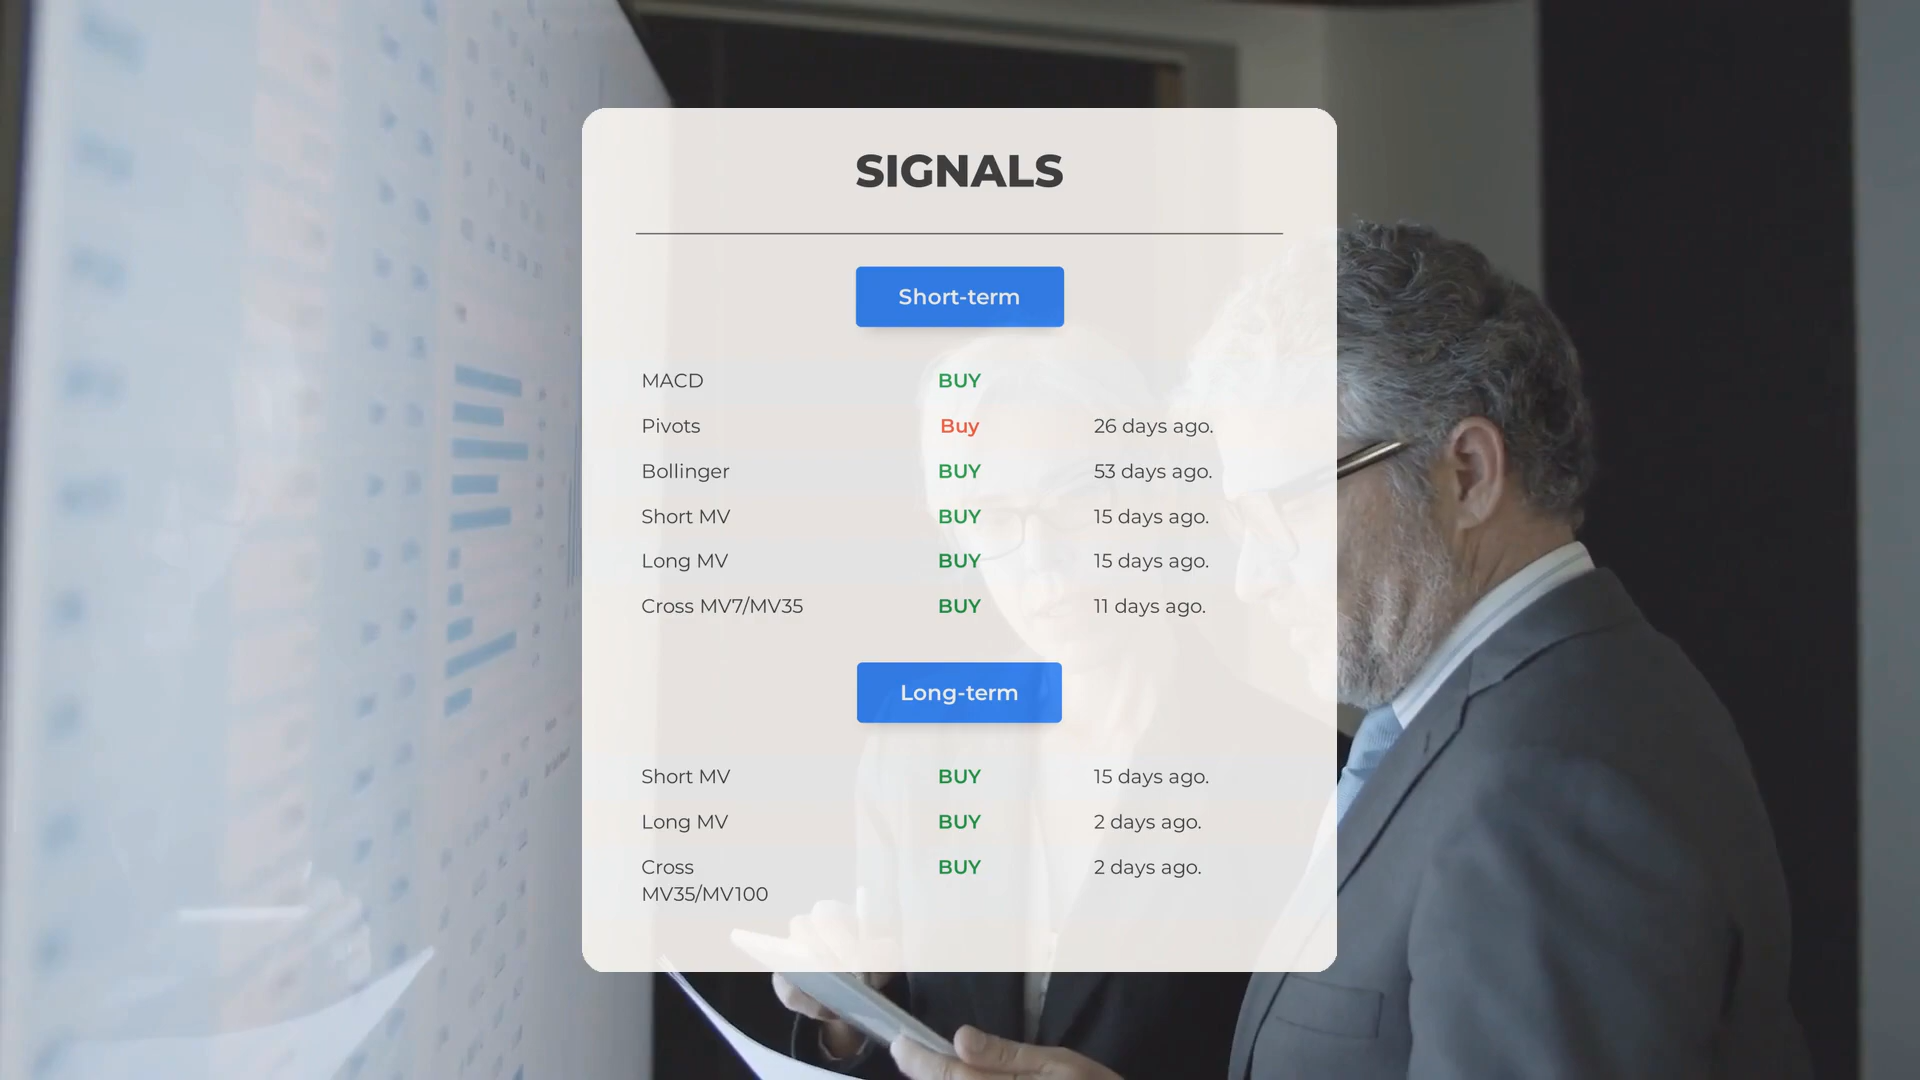 SIGNALS
Short-term
MACD BUY
Pivots Buy 26 days ago.
Bollinger BUY 53 days ago.
Short MV BUY 15 days ago.
Long MV BUY 15 days ago.
Cross MV7/MV35 BUY 11 days ago.
Long-term
Short MV BUY 15 days ago.
Long MV BUY 2 days ago.
Cross BUY 2 days ago.
MV35/MV100